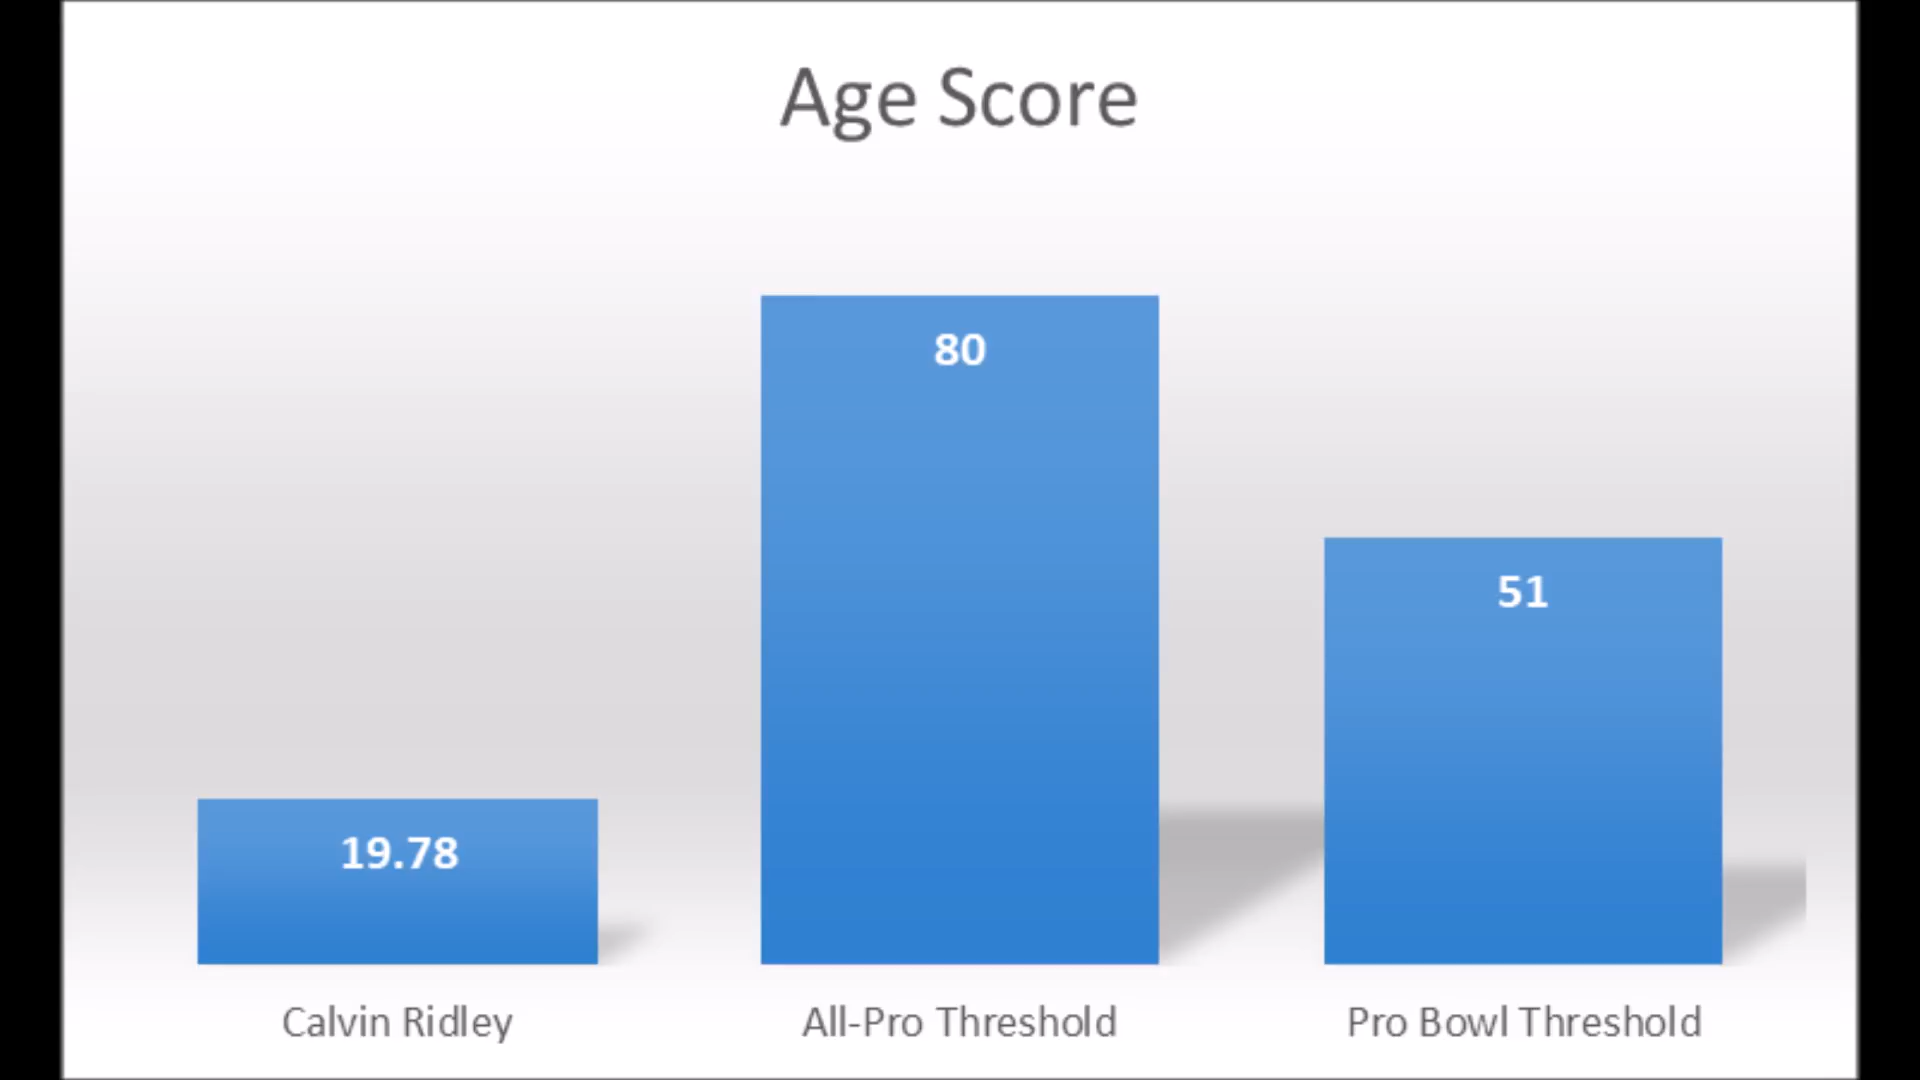 Age Score
80
51
19.78
Calvin Ridley
All-Pro Threshold
Pro Bowl Threshold